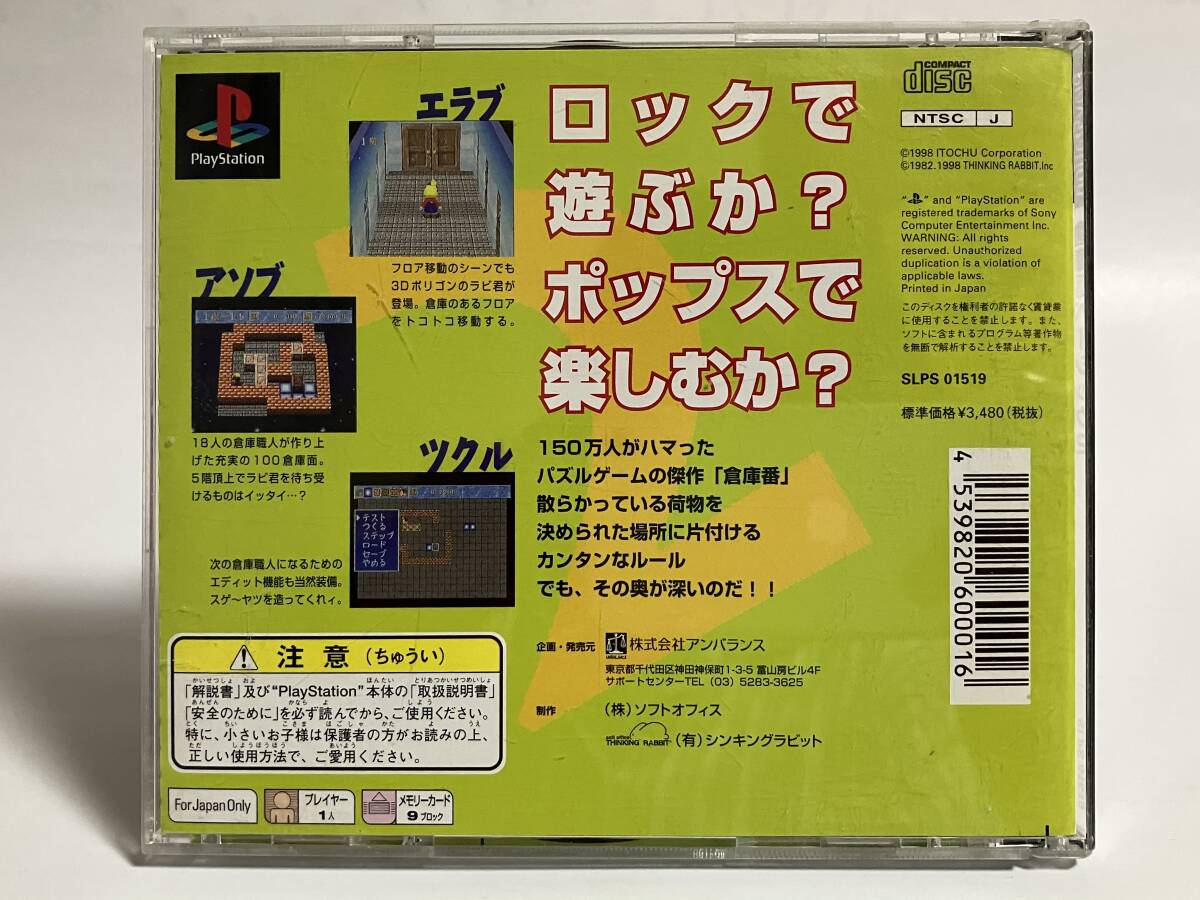 PlayStation
エラブ
フロア移動のシーンでも
3Dポリゴンのラビ君が
登場。倉庫のあるフロア
をトコトコ移動する。
アソブ
18人の倉庫職人が作り上
げた充実の100倉庫面。
5階頂上でラビ君を待ち受
けるものはイッタイ…?
ツクル
テスト
つくる
ステップ
ロード
セーブ
やめる
次の倉庫職人になるための
エディット機能も当然装備。
スゲ〜ヤツを造ってくれィ。
ロックで
遊ぶか?
ポップスで
楽しむか?
150万人がハマった
パズルゲームの傑作「倉庫番」
散らかっている荷物を
決められた場所に片付ける
カンタンなルール
でも、その奥が深いのだ!!
企画・発売元
UNBALANCE
株式会社アンバランス
東京都千代田区神田神保町1-3-5 冨山房ビル4F
サポートセンターTEL (03) 5283-3625
制作
(株)ソフトオフィス
THINKING RABBIT
(有)シンキングラビット
COMPACT
disc
NTSC J
©1998 ITOCHU Corporation
©1982.1998 THINKING RABBIT.Inc
" " and "PlayStation" are
registered trademarks of Sony
Computer Entertainment Inc.
WARNING: All rights
reserved. Unauthorized
duplication is a violation of
applicable laws.
Printed in Japan
このディスクを権利者の許諾なく賃貸業
に使用することを禁止します。また、
ソフトに含まれるプログラム等著作物
を無断で解析することを禁止します。
SLPS 01519
標準価格¥3,480(税抜)
4 539820 600016
注意(ちゅうい)
「解説書」及び"PlayStation"本体の「取扱説明書」
「安全のために」を必ず読んでから、ご使用ください。
特に、小さいお子様は保護者の方がお読みの上、
正しい使用方法で、ご愛用ください。
For Japan Only
プレイヤー
1人
メモリーカード
9ブロック